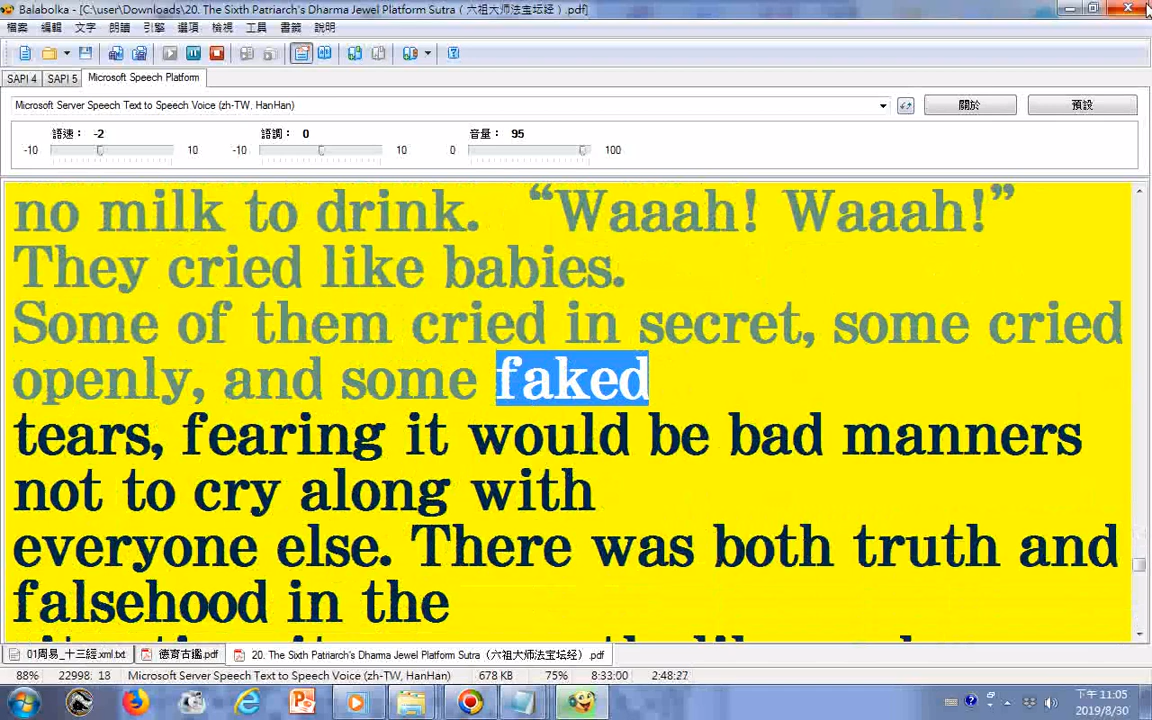 Balabolka - [C:\user\Downloads\20. The Sixth Patriarch's Dharma Jewel Platform Sutra（六祖大师法宝坛经）.pdf]
檔案 編輯 文字 朗讀 引擎 選項 檢視 工具 書籤 說明
SAPI 4 SAPI 5 Microsoft Speech Platform
Microsoft Server Speech Text to Speech Voice (zh-TW, HanHan) 關於 預設
語速： -2 語調： 0 音量： 95
-10 10 -10 10 0 100
no milk to drink. “Waaah! Waaah!”
They cried like babies.
Some of them cried in secret, some cried
openly, and some faked
tears, fearing it would be bad manners
not to cry along with
everyone else. There was both truth and
falsehood in the
01周易_十三經.xml.txt 德育古鑑.pdf 20. The Sixth Patriarch's Dharma Jewel Platform Sutra（六祖大师法宝坛经）.pdf
88% 22998: 13 Microsoft Server Speech Text to Speech Voice (zh-TW, HanHan) 678 KB 75% 8:33:00 2:48:27
下午 11:05
2019/8/30